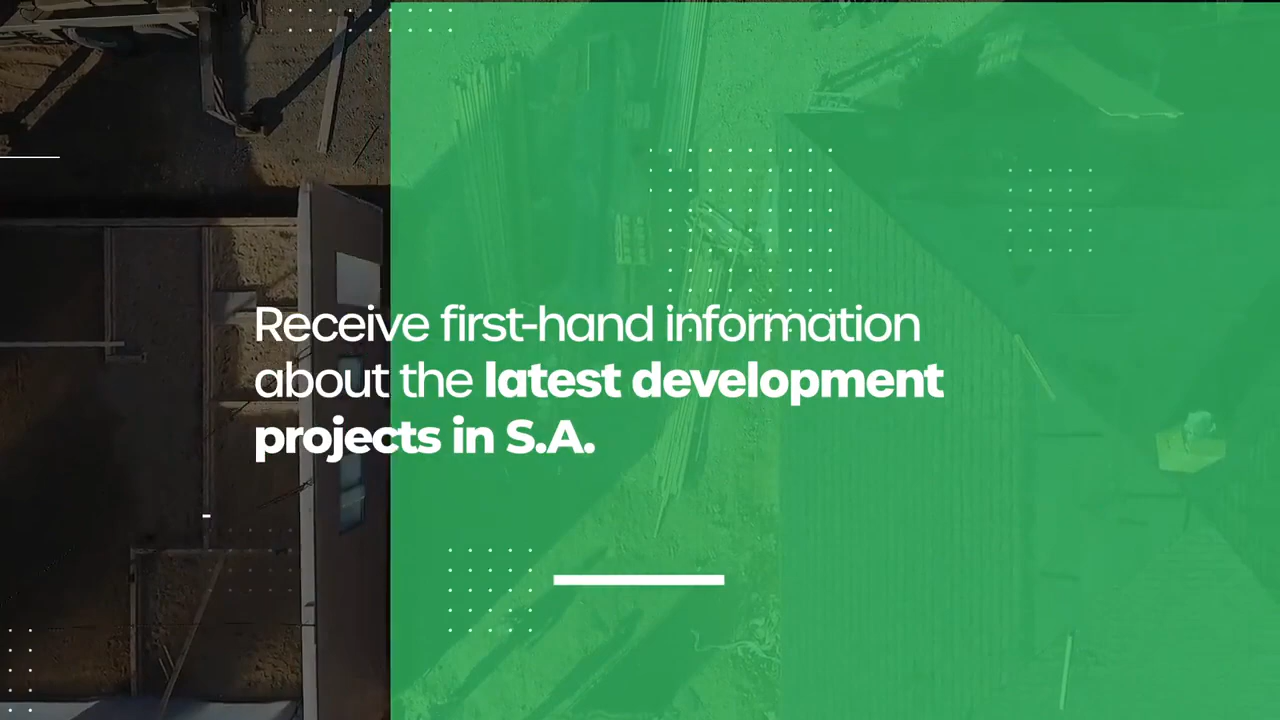 Receive first-hand information
about the latest development
projects in S.A.